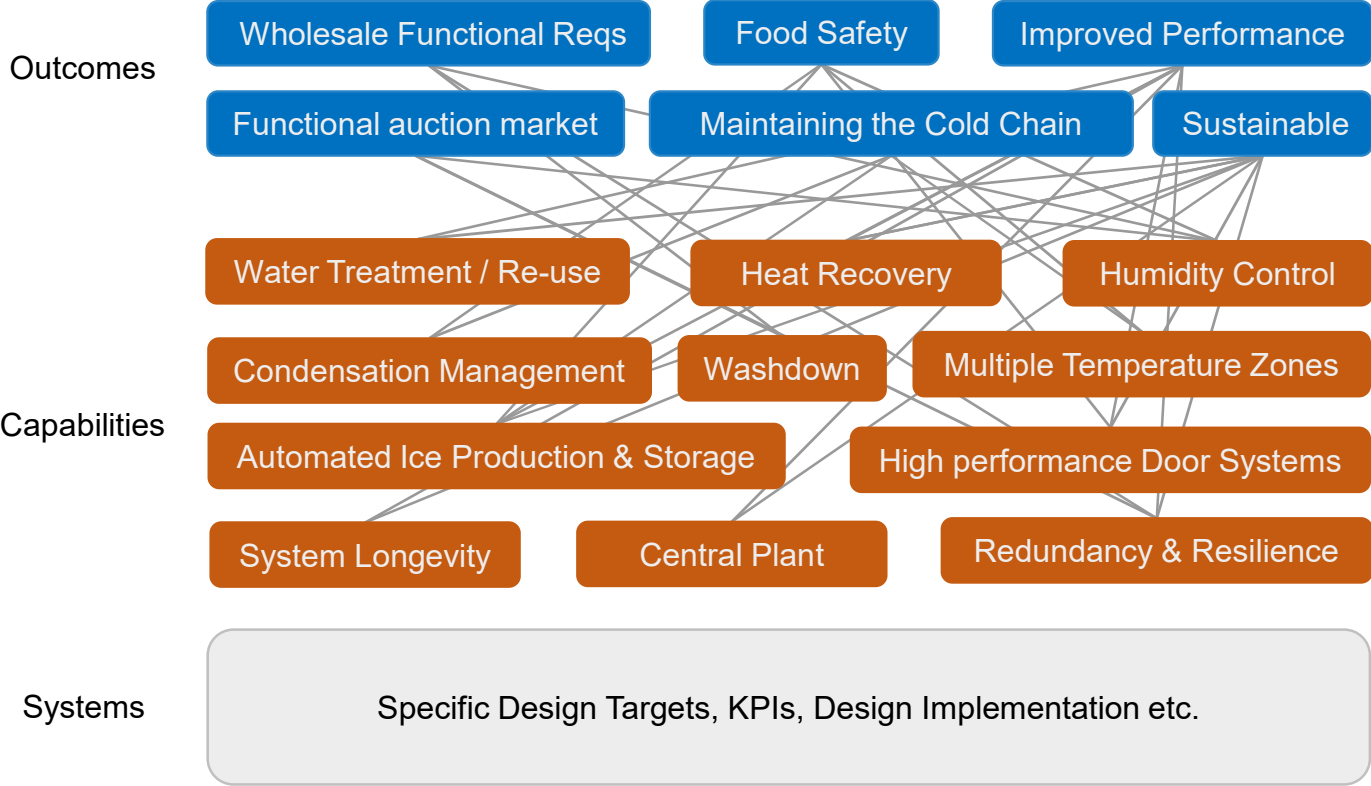 Outcomes
Wholesale Functional Reqs
Food Safety
Improved Performance
Functional auction market
Maintaining the Cold Chain
Sustainable
Capabilities
Water Treatment / Re-use
Heat Recovery
Humidity Control
Condensation Management
Washdown
Multiple Temperature Zones
Automated Ice Production & Storage
High performance Door Systems
System Longevity
Central Plant
Redundancy & Resilience
Systems
Specific Design Targets, KPIs, Design Implementation etc.